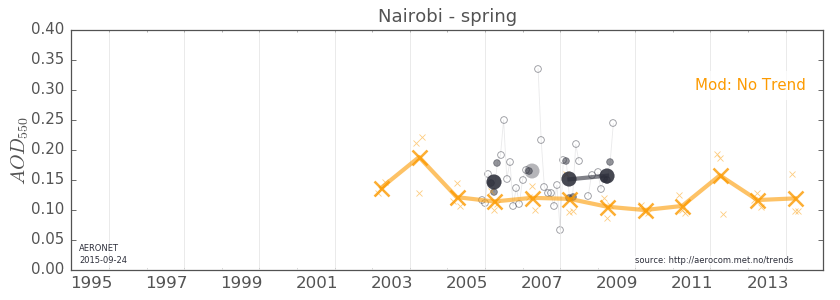 Nairobi - spring
0.40
0.35
0.30
0.25
0.20
0.15
0.10
0.05
0.00
AOD550
Mod: No Trend
AERONET
2015-09-24
source: http://aerocom.met.no/trends
1995 1997 1999 2001 2002 2003 2005 2007 2009 2010 2011 2013